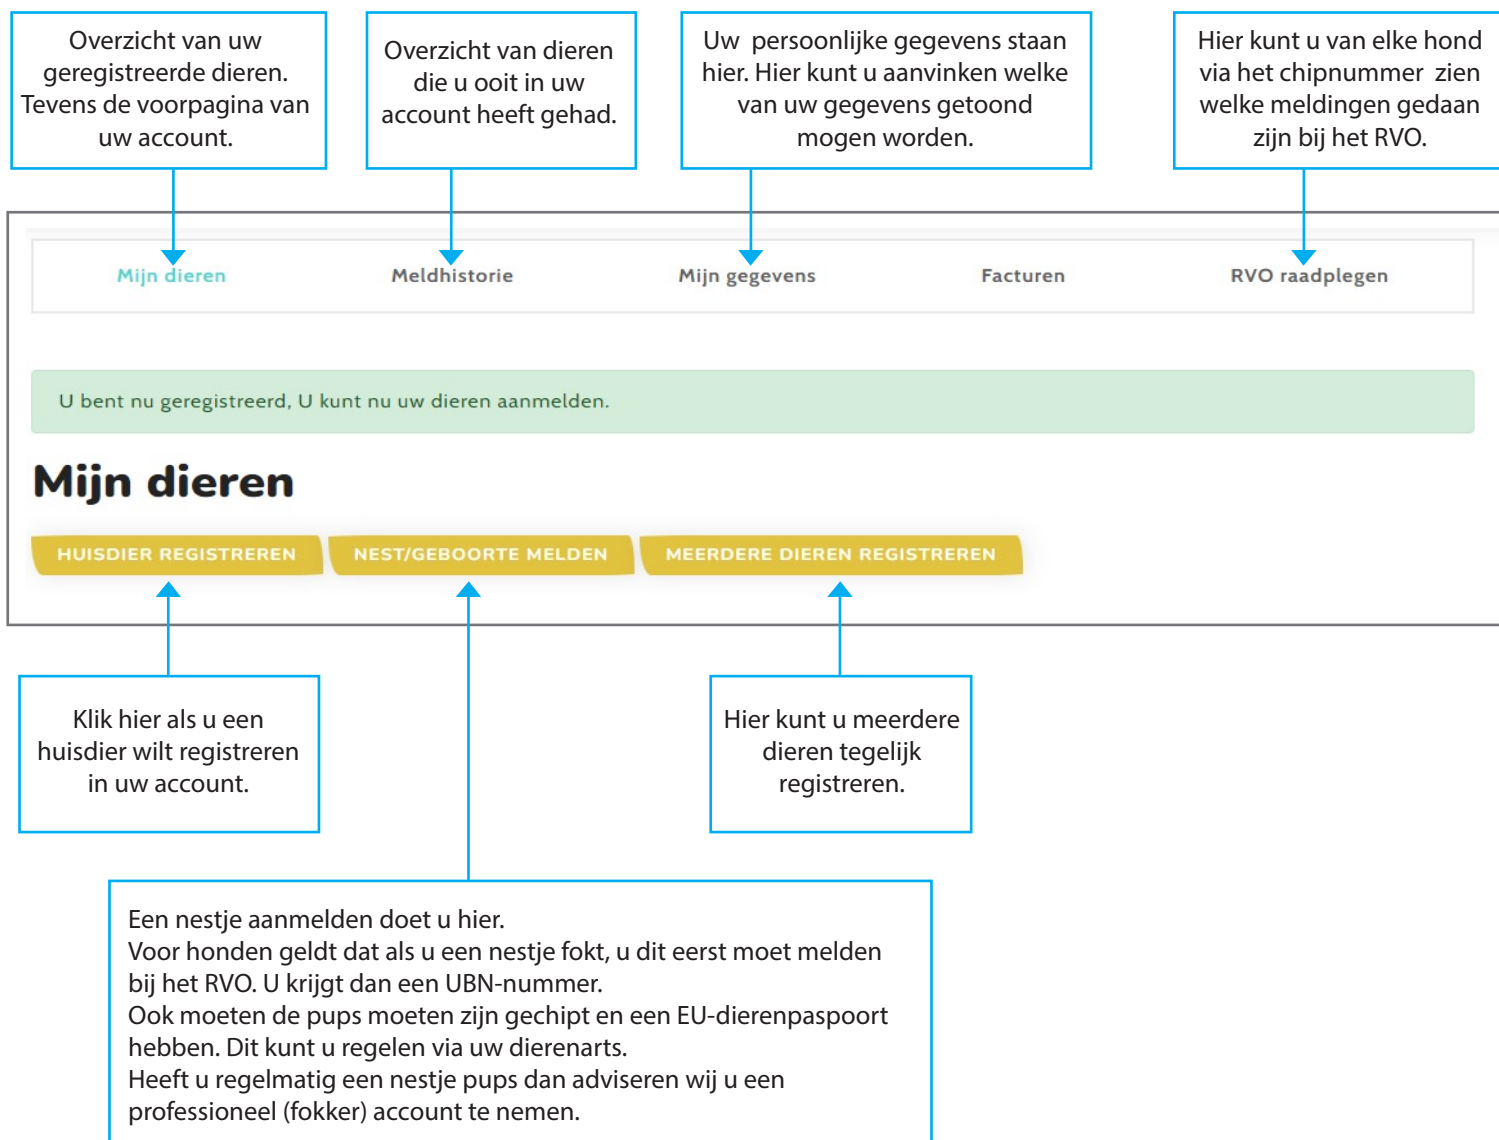 Overzicht van uw
geregistreerde dieren.
Tevens de voorpagina van
uw account.
Overzicht van dieren
die u ooit in uw
account heeft gehad.
Uw persoonlijke gegevens staan
hier. Hier kunt u aanvinken welke
van uw gegevens getoond
mogen worden.
Hier kunt u van elke hond
via het chipnummer zien
welke meldingen gedaan
zijn bij het RVO.
Mijn dieren Meldhistorie Mijn gegevens Facturen RVO raadplegen
U bent nu geregistreerd, U kunt nu uw dieren aanmelden.
Mijn dieren
HUISDIER REGISTREREN NEST/GEBOORTE MELDEN MEERDERE DIEREN REGISTREREN
Klik hier als u een
huisdier wilt registreren
in uw account.
Hier kunt u meerdere
dieren tegelijk
registreren.
Een nestje aanmelden doet u hier.
Voor honden geldt dat als u een nestje fokt, u dit eerst moet melden
bij het RVO. U krijgt dan een UBN-nummer.
Ook moeten de pups moeten zijn gechipt en een EU-dierenpaspoort
hebben. Dit kunt u regelen via uw dierenarts.
Heeft u regelmatig een nestje pups dan adviseren wij u een
professioneel (fokker) account te nemen.